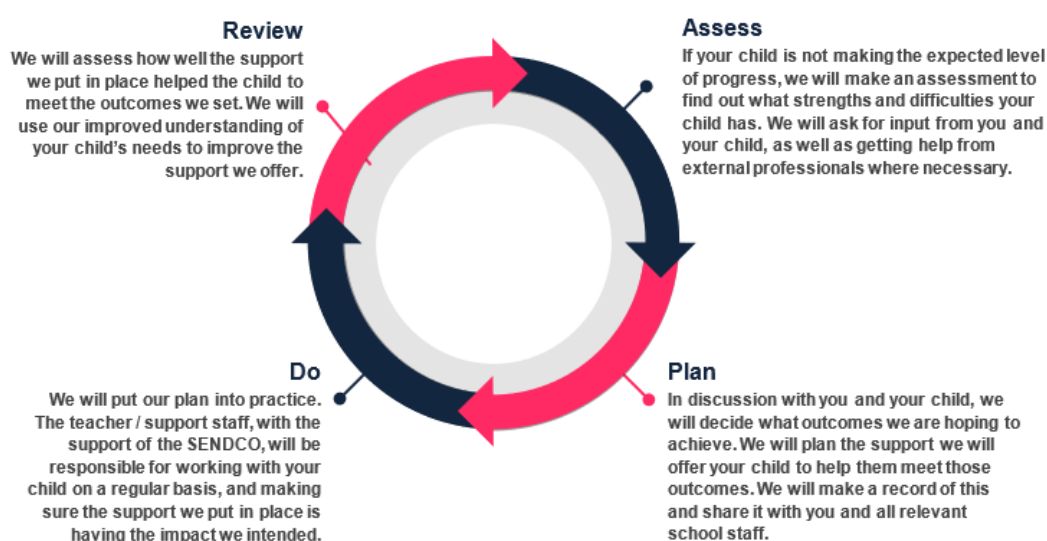 Review
We will assess how well the support
we put in place helped the child to
meet the outcomes we set. We will
use our improved understanding of
your child's needs to improve the
support we offer.
Assess
If your child is not making the expected level
of progress, we will make an assessment to
find out what strengths and difficulties your
child has. We will ask for input from you and
your child, as well as getting help from
external professionals where necessary.
Do
We will put our plan into practice.
The teacher / support staff, with the
support of the SENDCO, will be
responsible for working with your
child on a regular basis, and making
sure the support we put in place is
having the impact we intended.
Plan
In discussion with you and your child, we
will decide what outcomes we are hoping to
achieve. We will plan the support we will
offer your child to help them meet those
outcomes. We will make a record of this
and share it with you and all relevant
school staff.